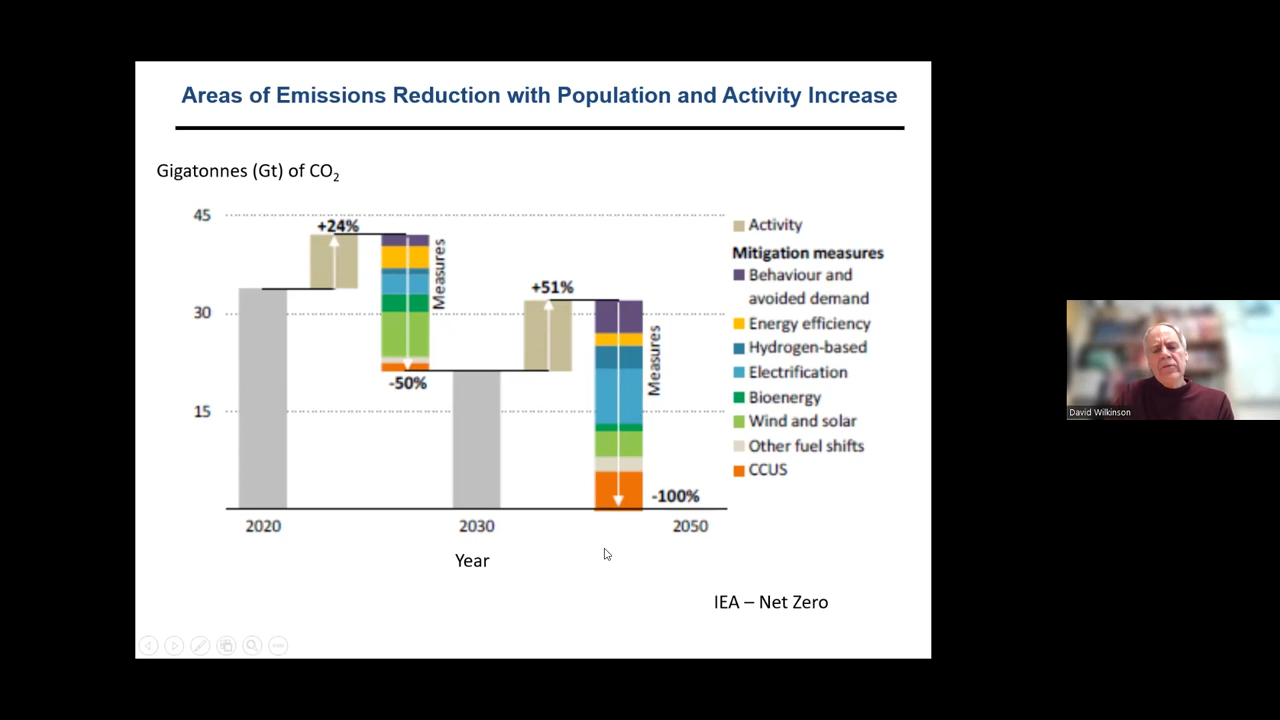 Areas of Emissions Reduction with Population and Activity Increase
Gigatonnes (Gt) of CO₂
45
30
15
+24%
Measures
-50%
+51%
Measures
-100%
Activity
Mitigation measures
Behaviour and
avoided demand
Energy efficiency
Hydrogen-based
Electrification
Bioenergy
Wind and solar
Other fuel shifts
CCUS
2020
2030
2050
Year
IEA – Net Zero
David Wilkinson